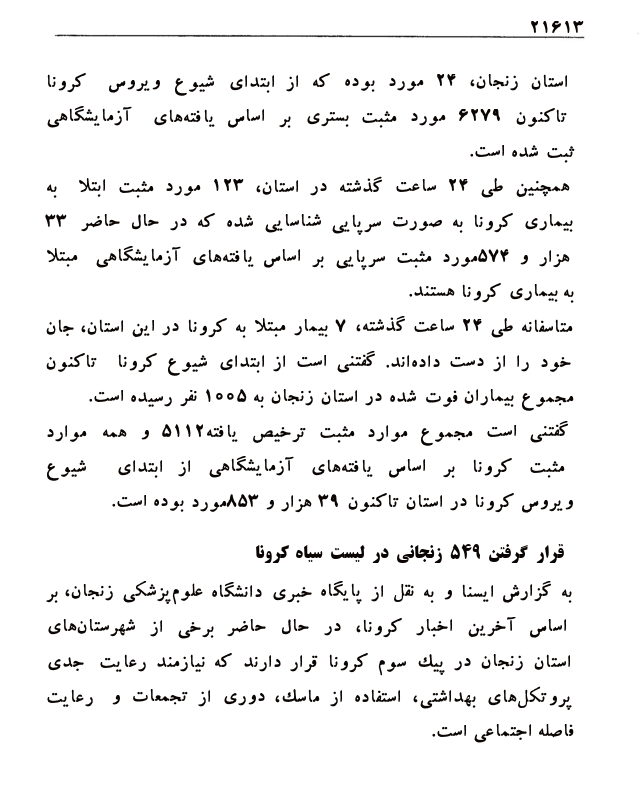 ۲۱۶۱۳
استان زنجان، ۲۴ مورد بوده که از ابتدای شیوع ویروس کرونا
تاکنون ۶۲۷۹ مورد مثبت بستری بر اساس یافته‌های آزمایشگاهی
ثبت شده است.
همچنین طی ۲۴ ساعت گذشته در استان، ۱۲۳ مورد مثبت ابتلا به
بیماری کرونا به صورت سرپایی شناسایی شده که در حال حاضر ۳۳
هزار و ۵۷۴مورد مثبت سرپایی بر اساس یافته‌های آزمایشگاهی مبتلا
به بیماری کرونا هستند.
متاسفانه طی ۲۴ ساعت گذشته، ۷ بیمار مبتلا به کرونا در این استان، جان
خود را از دست داده‌اند. گفتنی است از ابتدای شیوع کرونا تاکنون
مجموع بیماران فوت شده در استان زنجان به ۱۰۰۵ نفر رسیده است.
گفتنی است مجموع موارد مثبت ترخیص یافته۵۱۱۲ و همه موارد
مثبت کرونا بر اساس یافته‌های آزمایشگاهی از ابتدای شیوع
ویروس کرونا در استان تاکنون ۳۹ هزار و ۸۵۳مورد بوده است.
قرار گرفتن ۵۴۹ زنجانی در لیست سیاه کرونا
به گزارش ایسنا و به نقل از پایگاه خبری دانشگاه علوم‌پزشکی زنجان، بر
اساس آخرین اخبار کرونا، در حال حاضر برخی از شهرستان‌های
استان زنجان در پیك سوم کرونا قرار دارند که نیازمند رعایت جدی
پروتکل‌های بهداشتی، استفاده از ماسك، دوری از تجمعات و رعایت
فاصله اجتماعی است.